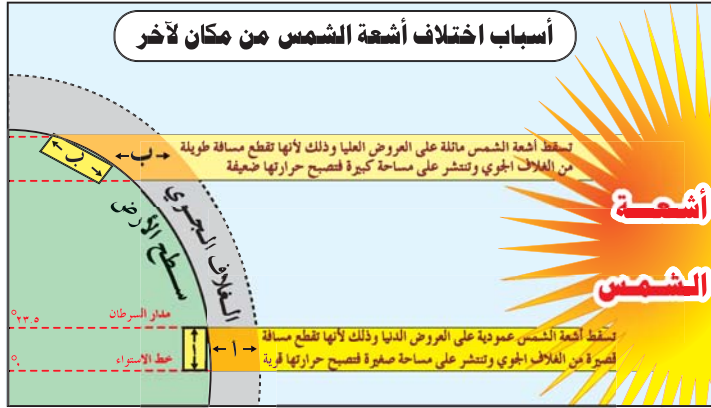 أسباب اختلاف أشعة الشمس من مكان لآخر
تسقط أشعة الشمس مائلة على العروض العليا وذلك لأنها تقطع مسافة طويلة
من الغلاف الجوي وتنتشر على مساحة كبيرة فتصبح حرارتها ضعيفة
ب
ب
أشعـــة
الشمس
الغلاف الجوي
سطح الأرض
مدار السرطان
٢٣.٥°
تسقط أشعة الشمس عمودية على العروض الدنيا وذلك لأنها تقطع مسافة
قصيرة من الغلاف الجوي وتنتشر على مساحة صغيرة فتصبح حرارتها قوية
أ
أ
خط الاستواء
٠°